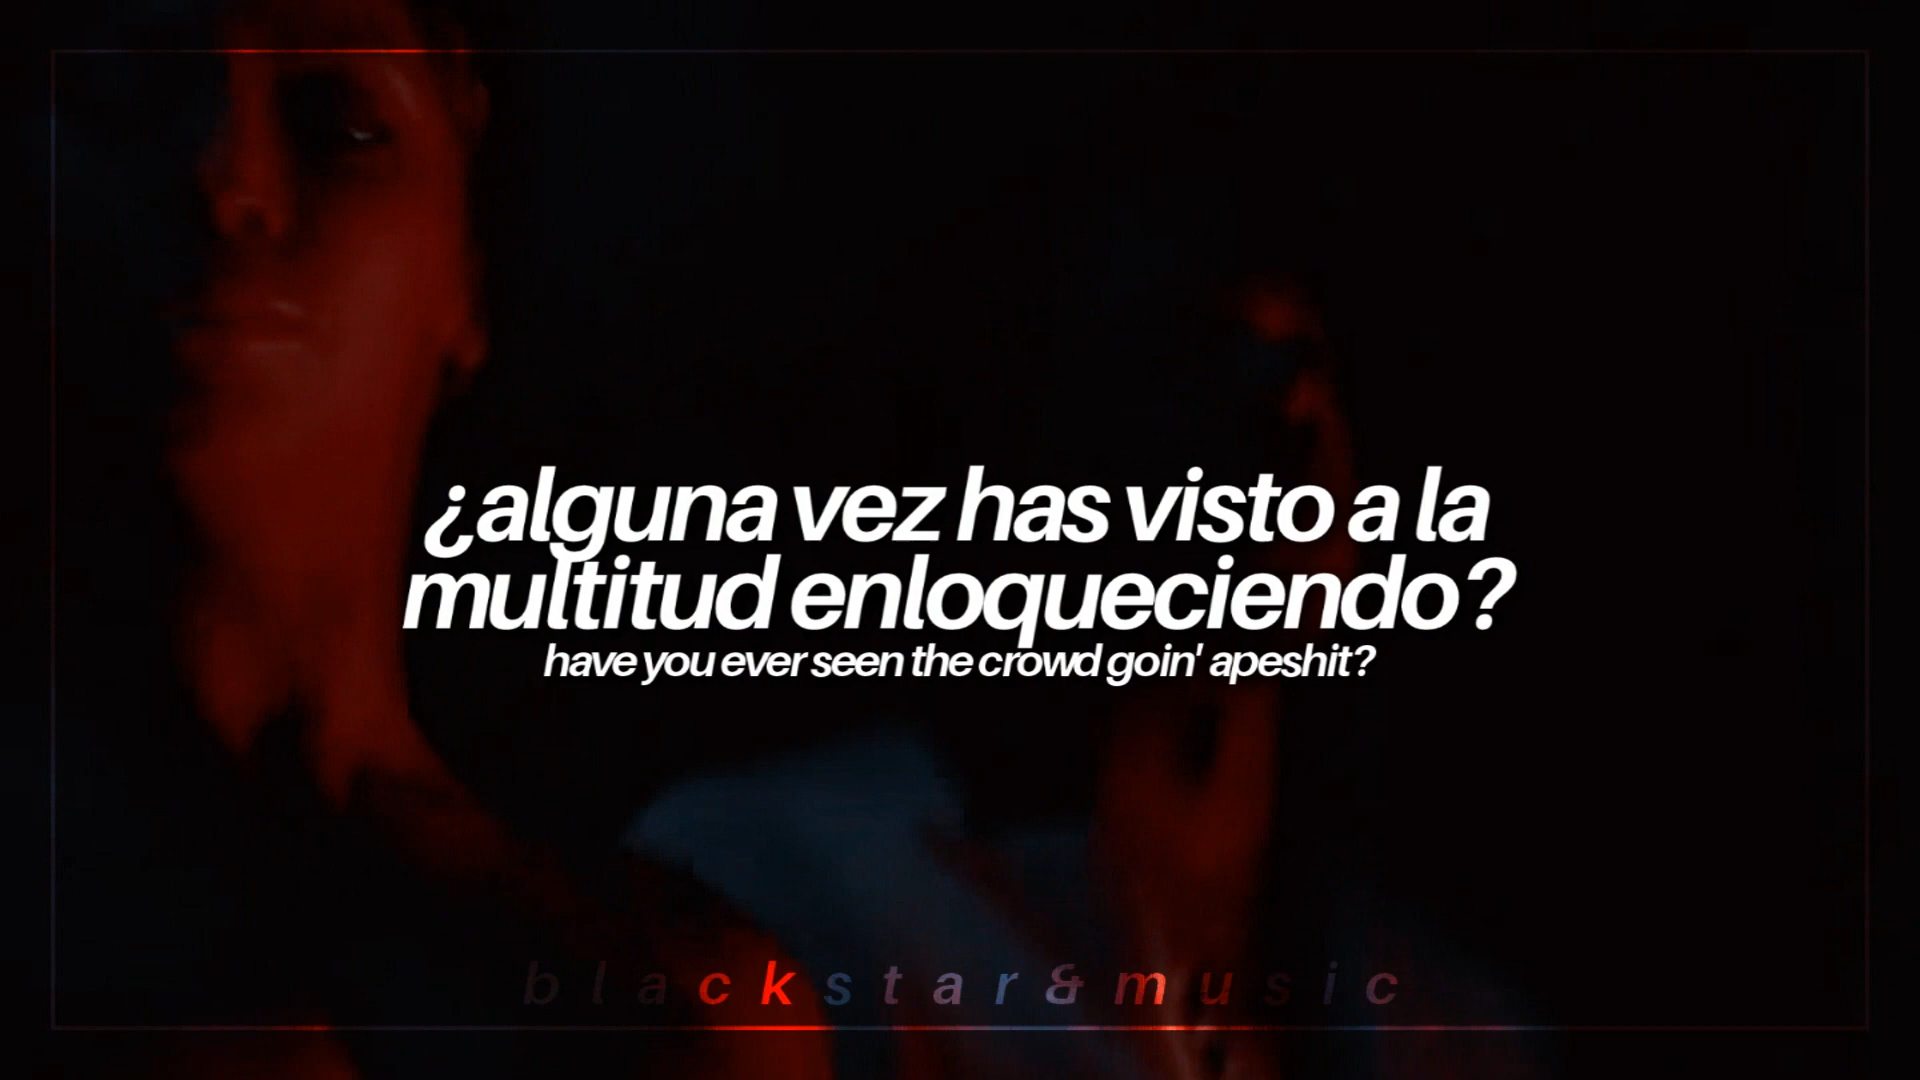 ¿alguna vez has visto a la
multitud enloqueciendo?
have you ever seen the crowd goin' apeshit?
blackstar&music